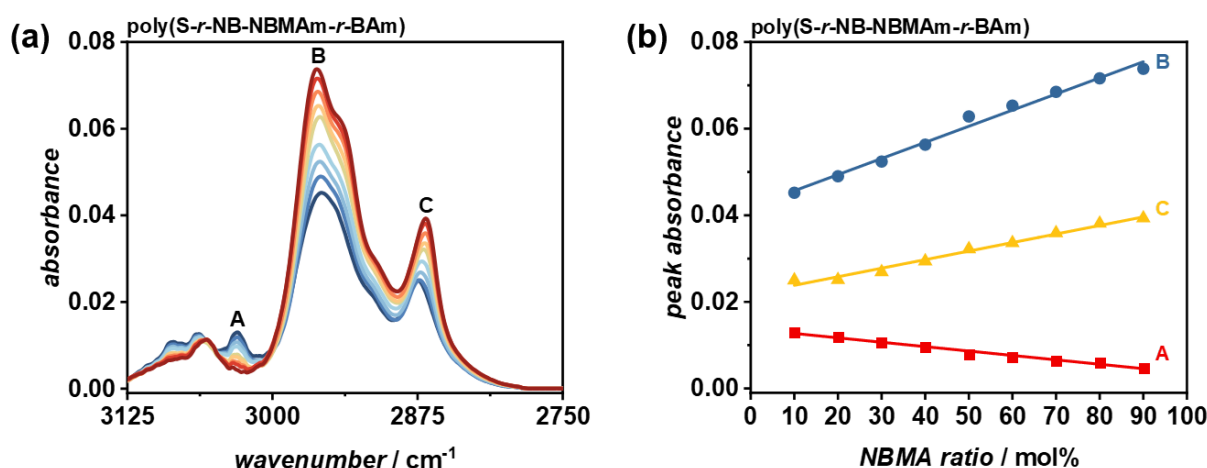 (a)
poly(S-r-NB-NBMAm-r-BAm)
0.08
0.06
0.04
0.02
0.00
absorbance
A
B
C
3125 3000 2875 2750
wavenumber / cm-1
(b)
poly(S-r-NB-NBMAm-r-BAm)
0.08
0.06
0.04
0.02
0.00
peak absorbance
B
C
A
0 10 20 30 40 50 60 70 80 90 100
NBMA ratio / mol%